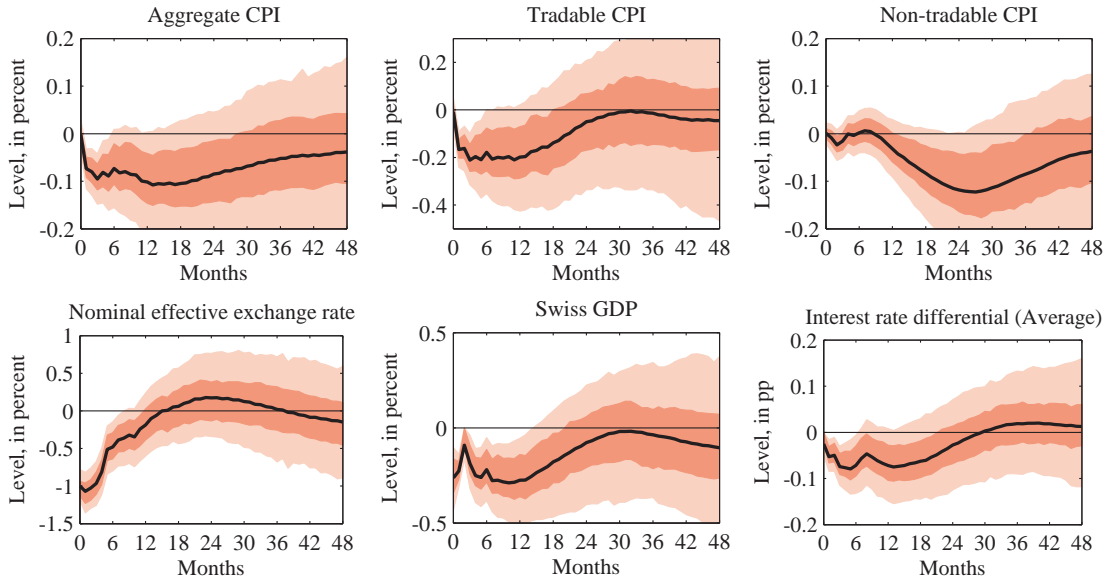 Aggregate CPI
Level, in percent
0.2
0.1
0
-0.1
-0.2
0 6 12 18 24 30 36 42 48
Months
Tradable CPI
Level, in percent
0.2
0
-0.2
-0.4
0 6 12 18 24 30 36 42 48
Months
Non-tradable CPI
Level, in percent
0.2
0.1
0
-0.1
-0.2
0 6 12 18 24 30 36 42 48
Months
Nominal effective exchange rate
Level, in percent
1
0.5
0
-0.5
-1
-1.5
0 6 12 18 24 30 36 42 48
Months
Swiss GDP
Level, in percent
0.5
0
-0.5
0 6 12 18 24 30 36 42 48
Months
Interest rate differential (Average)
Level, in pp
0.2
0.1
0
-0.1
-0.2
0 6 12 18 24 30 36 42 48
Months